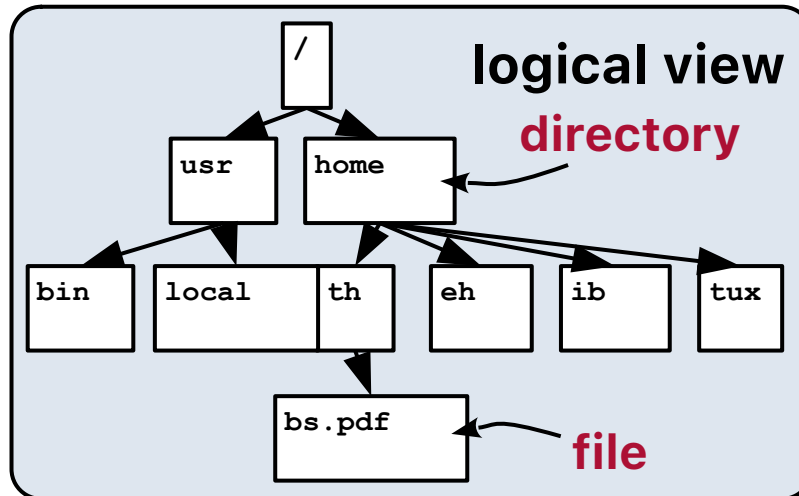 /
logical view
directory
usr
home
bin
local
th
eh
ib
tux
bs.pdf
file